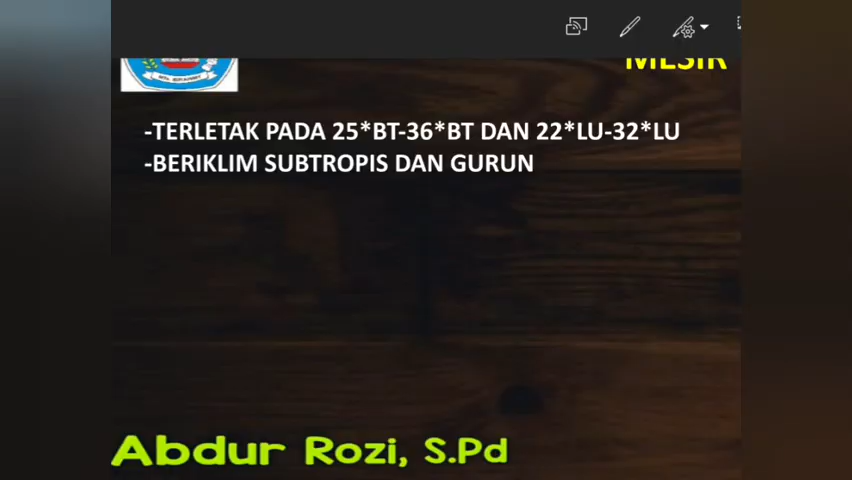 MESIR
-TERLETAK PADA 25*BT-36*BT DAN 22*LU-32*LU
-BERIKLIM SUBTROPIS DAN GURUN
Abdur Rozi, S.Pd